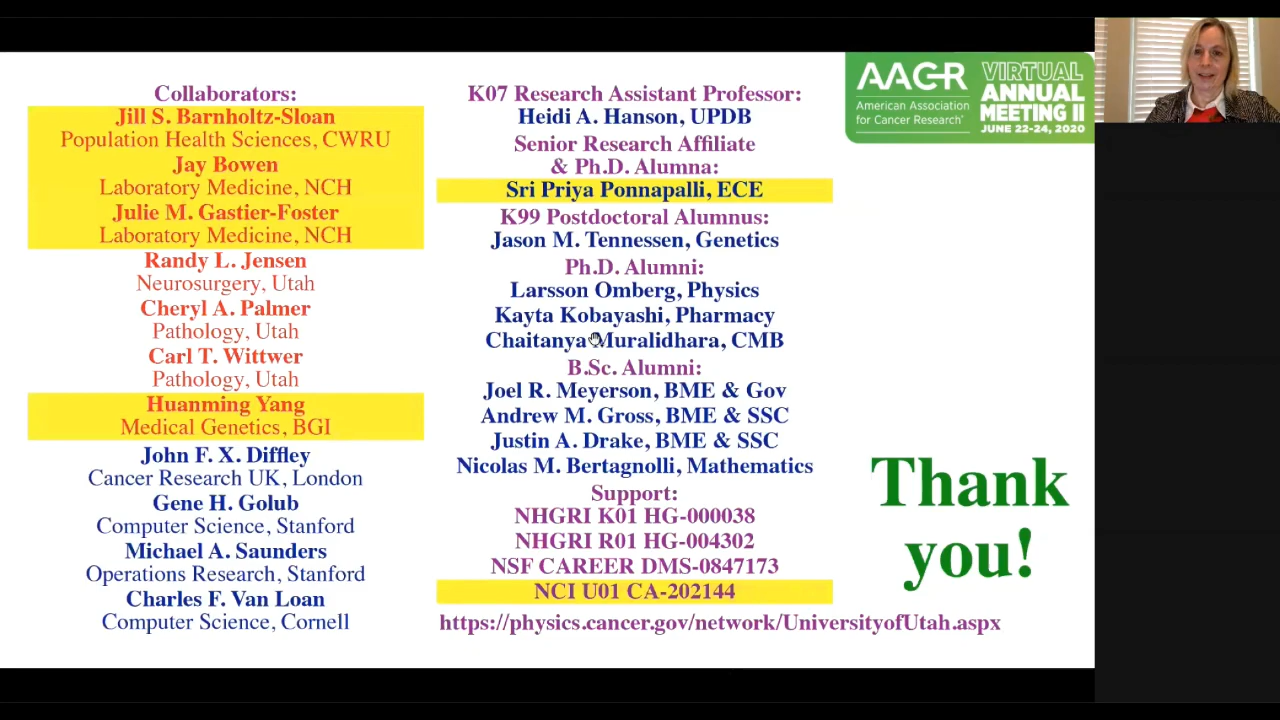 Collaborators:
Jill S. Barnholtz-Sloan
Population Health Sciences, CWRU
Jay Bowen
Laboratory Medicine, NCH
Julie M. Gastier-Foster
Laboratory Medicine, NCH
Randy L. Jensen
Neurosurgery, Utah
Cheryl A. Palmer
Pathology, Utah
Carl T. Wittwer
Pathology, Utah
Huanming Yang
Medical Genetics, BGI
John F. X. Diffley
Cancer Research UK, London
Gene H. Golub
Computer Science, Stanford
Michael A. Saunders
Operations Research, Stanford
Charles F. Van Loan
Computer Science, Cornell
K07 Research Assistant Professor:
Heidi A. Hanson, UPDB
Senior Research Affiliate
& Ph.D. Alumna:
Sri Priya Ponnapalli, ECE
K99 Postdoctoral Alumnus:
Jason M. Tennessen, Genetics
Ph.D. Alumni:
Larsson Omberg, Physics
Kayta Kobayashi, Pharmacy
Chaitanya Muralidhara, CMB
B.Sc. Alumni:
Joel R. Meyerson, BME & Gov
Andrew M. Gross, BME & SSC
Justin A. Drake, BME & SSC
Nicolas M. Bertagnolli, Mathematics
Support:
NHGRI K01 HG-000038
NHGRI R01 HG-004302
NSF CAREER DMS-0847173
NCI U01 CA-202144
https://physics.cancer.gov/network/UniversityofUtah.aspx
AACR
American Association
for Cancer Research®
VIRTUAL
ANNUAL
MEETING II
JUNE 22-24, 2020
Thank
you!